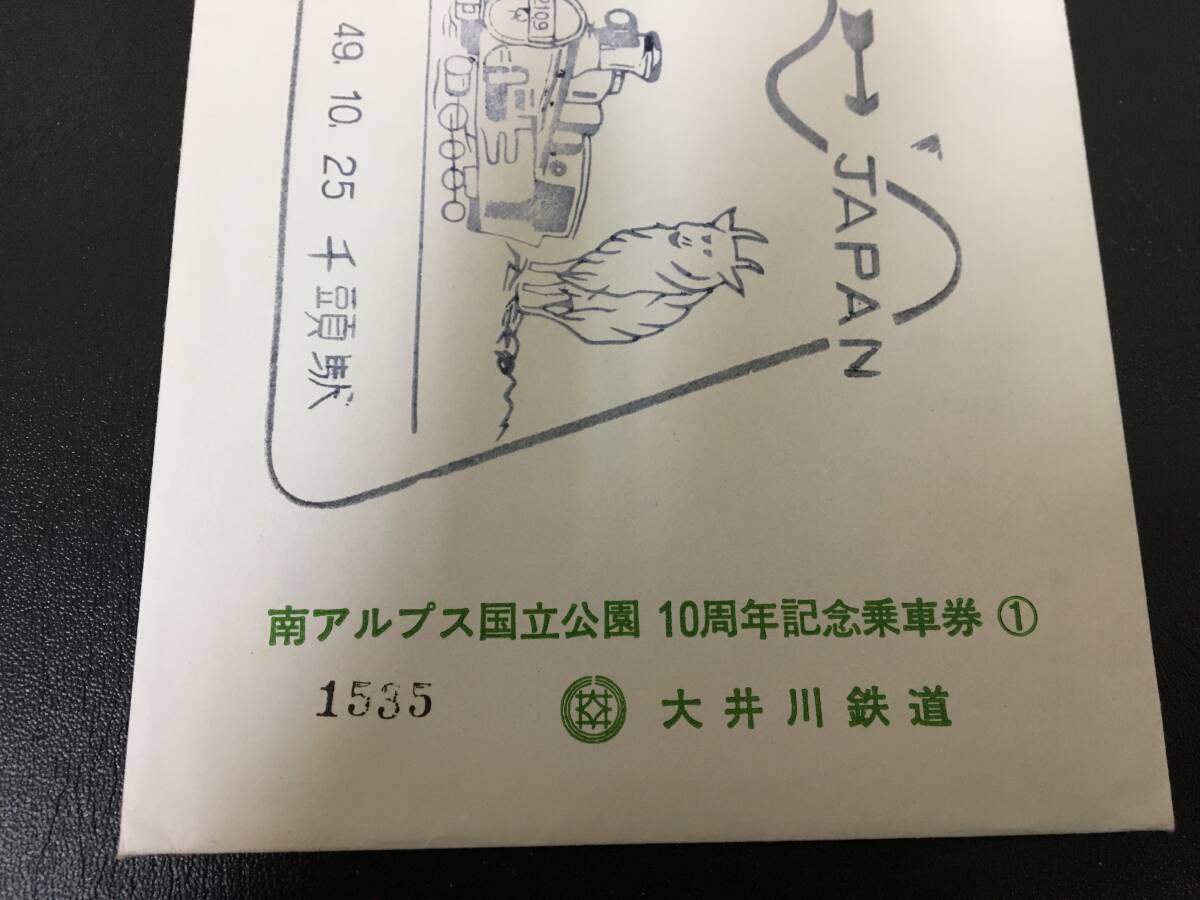 2109
JAPAN
49.10.25 千頭駅
南アルプス国立公園 10周年記念乗車券 ①
1535
大井川鉄道